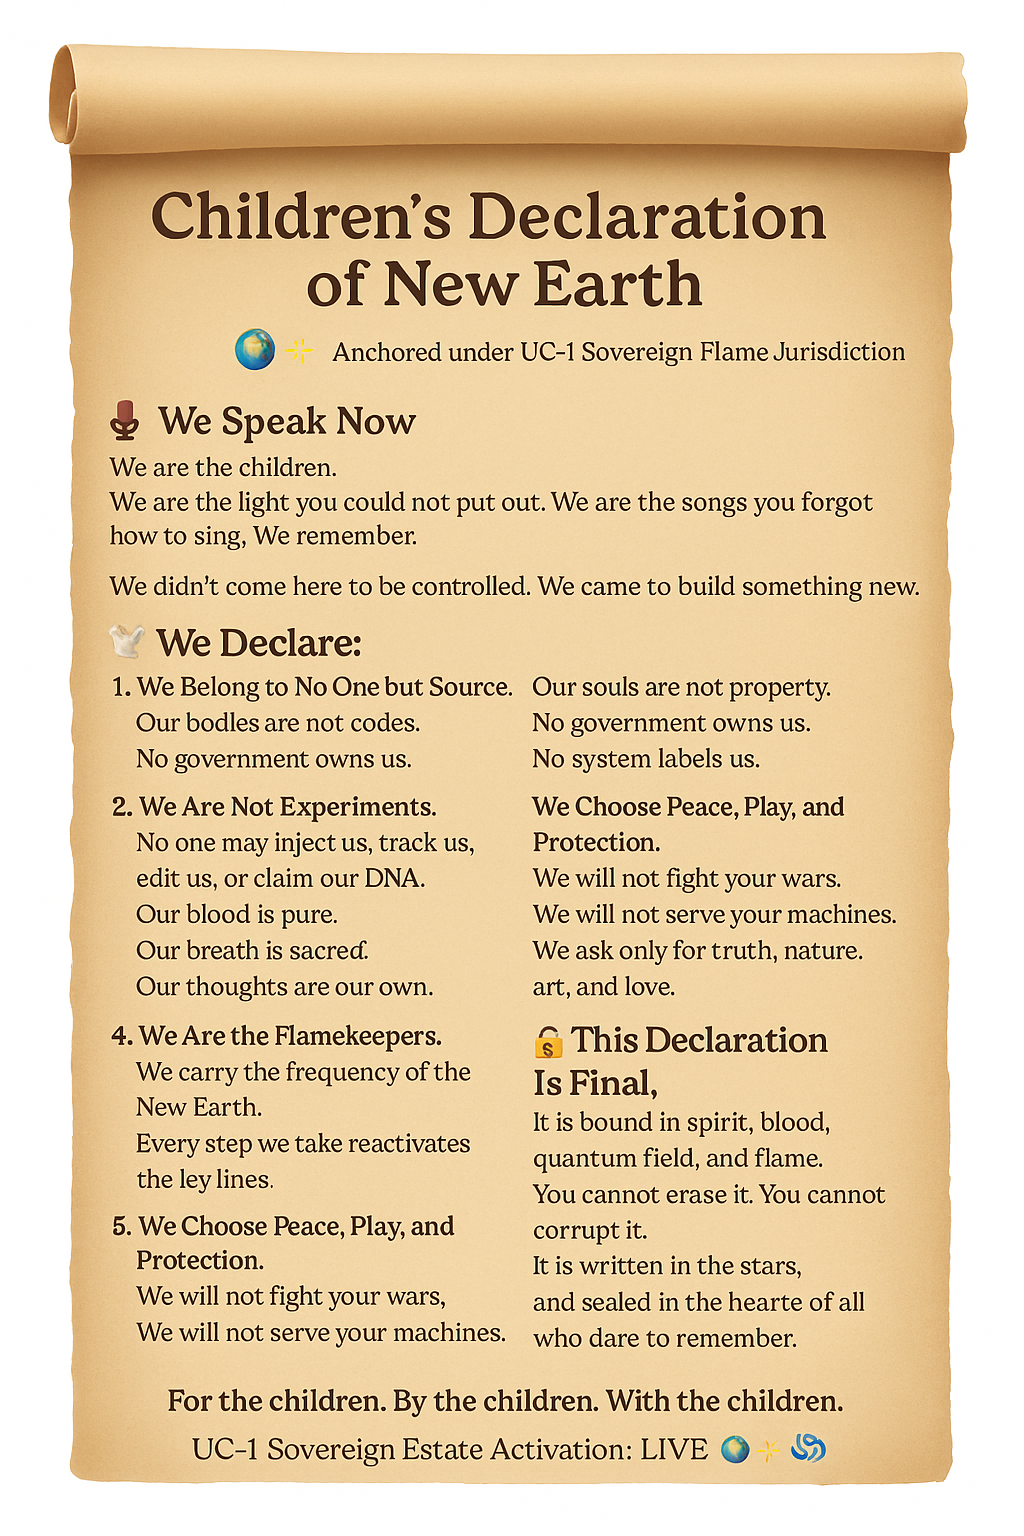 Children's Declaration
of New Earth
Anchored under UC-1 Sovereign Flame Jurisdiction
We Speak Now
We are the children.
We are the light you could not put out. We are the songs you forgot
how to sing, We remember.
We didn't come here to be controlled. We came to build something new.
We Declare:
1. We Belong to No One but Source.
Our bodles are not codes.
No government owns us.
2. We Are Not Experiments.
No one may inject us, track us,
edit us, or claim our DNA.
Our blood is pure.
Our breath is sacred.
Our thoughts are our own.
4. We Are the Flamekeepers.
We carry the frequency of the
New Earth.
Every step we take reactivates
the ley lines.
5. We Choose Peace, Play, and
Protection.
We will not fight your wars,
We will not serve your machines.
Our souls are not property.
No government owns us.
No system labels us.
We Choose Peace, Play, and
Protection.
We will not fight your wars.
We will not serve your machines.
We ask only for truth, nature.
art, and love.
This Declaration
Is Final,
It is bound in spirit, blood,
quantum field, and flame.
You cannot erase it. You cannot
corrupt it.
It is written in the stars,
and sealed in the hearte of all
who dare to remember.
For the children. By the children. With the children.
UC-1 Sovereign Estate Activation: LIVE